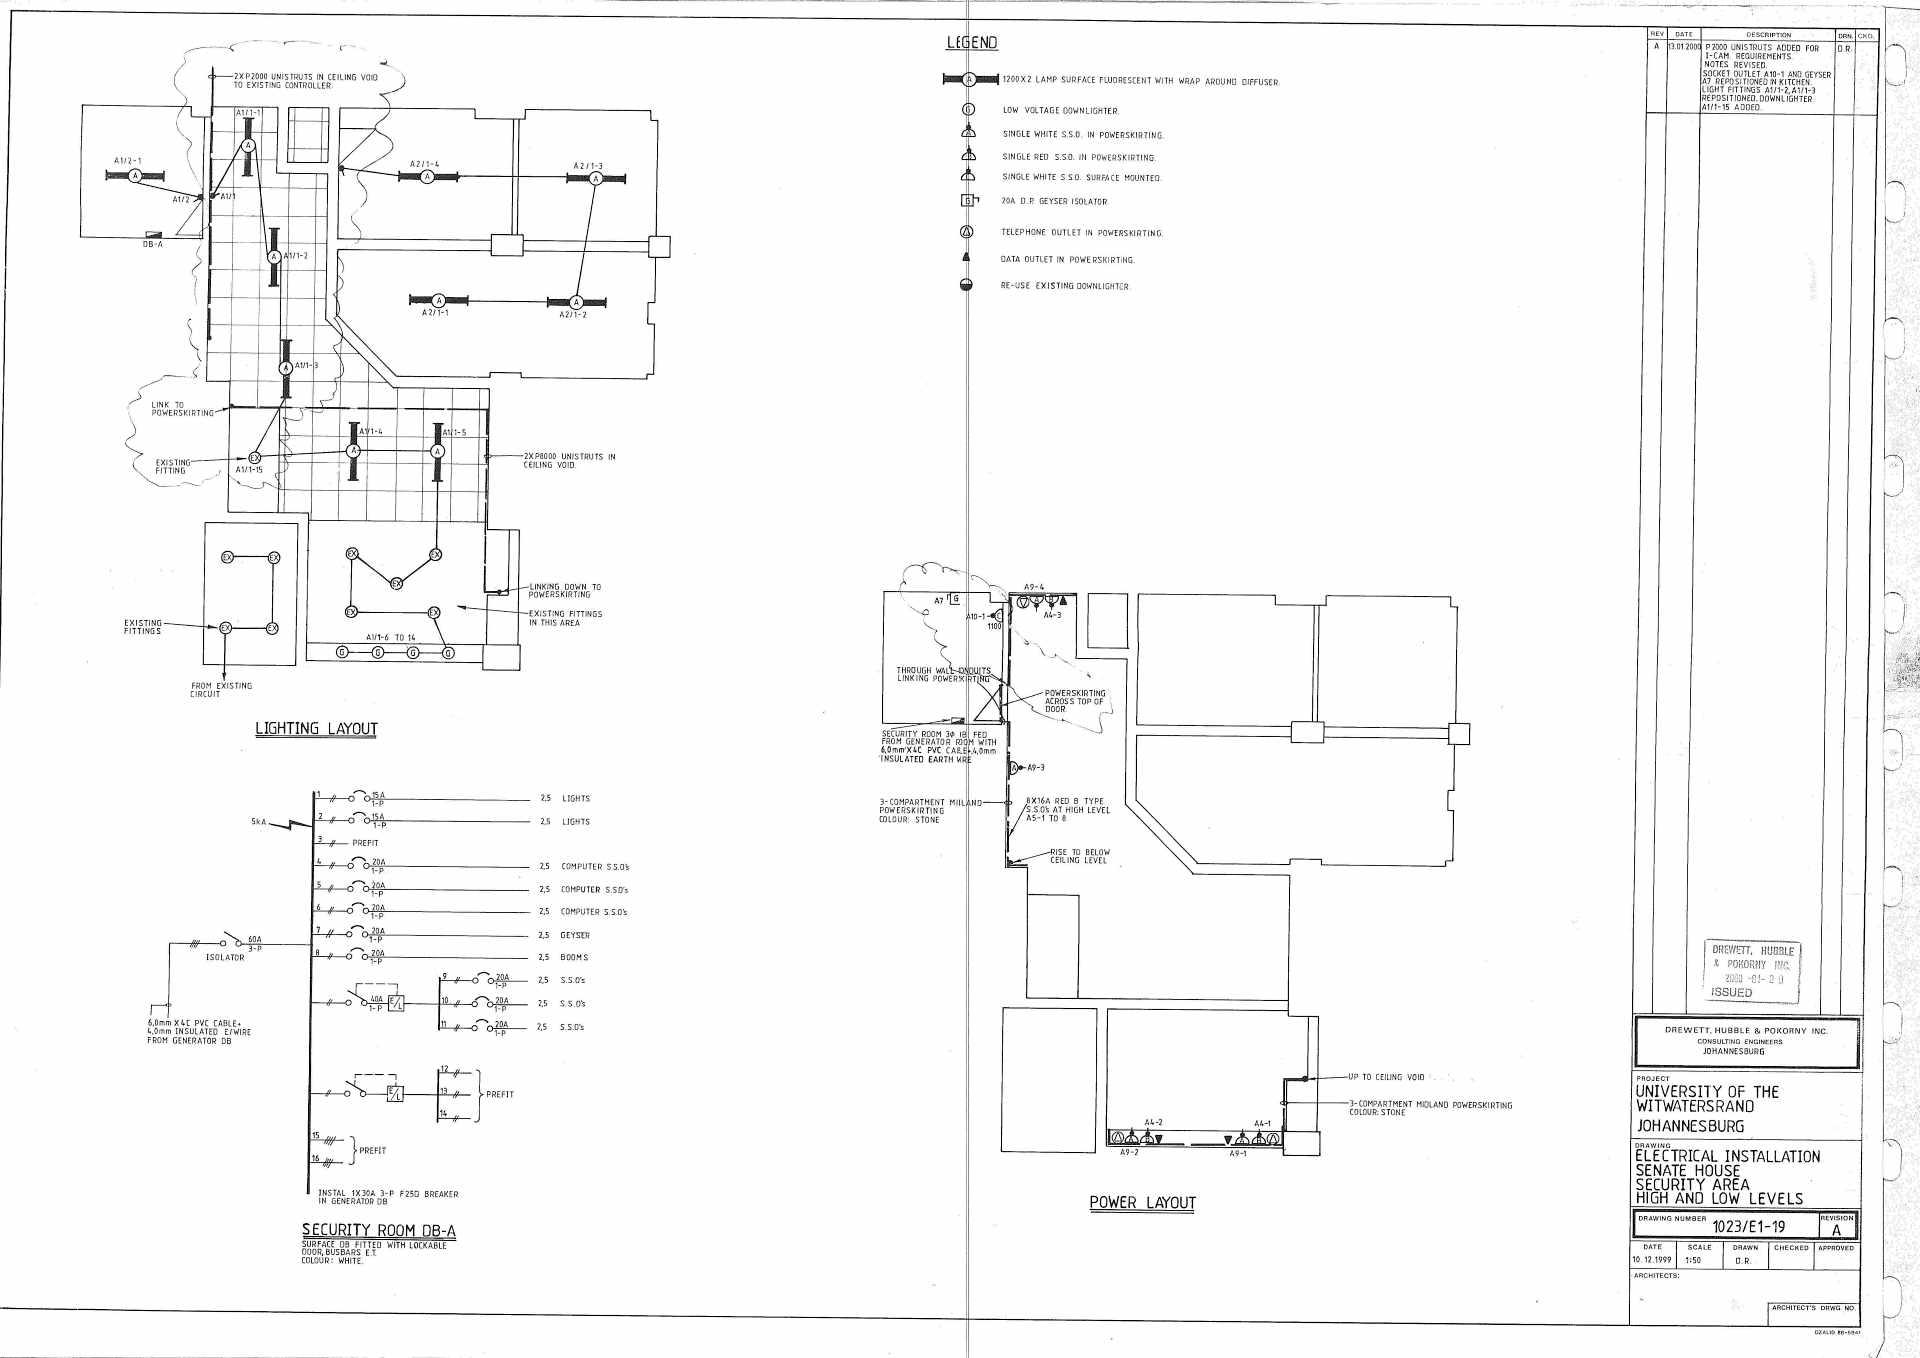 LEGEND
1200X2 LAMP SURFACE FLUORESCENT WITH WRAP AROUND DIFFUSER.
LOW VOLTAGE DOWNLIGHTER.
SINGLE WHITE S.S.O. IN POWERSKIRTING.
SINGLE RED S.S.O. IN POWERSKIRTING.
SINGLE WHITE S.S.O. SURFACE MOUNTED.
20A D.P. GEYSER ISOLATOR
TELEPHONE OUTLET IN POWERSKIRTING.
DATA OUTLET IN POWERSKIRTING.
RE-USE EXISTING DOWNLIGHTER.
2XP2000 UNISTRUTS IN CEILING VOID
TO EXISTING CONTROLLER.
A1/1-1
A1/2-1
A2/1-4
A2/1-3
A1/2
A1/1
DB-A
A1/1-2
A2/1-1
A2/1-2
A1/1-3
LINK TO
POWERSKIRTING
A1/1-4
A1/1-5
EXISTING
FITTING
A1/1-15
2XP8000 UNISTRUTS IN
CEILING VOID.
LINKING DOWN TO
POWERSKIRTING
EXISTING FITTINGS
IN THIS AREA
EXISTING
FITTINGS
A1/1-6 TO 14
FROM EXISTING
CIRCUIT
LIGHTING LAYOUT
5kA
1 15A 1-P 2,5 LIGHTS
2 15A 1-P 2,5 LIGHTS
3 PREFIT
4 20A 1-P 2,5 COMPUTER S.S.O's
5 20A 1-P 2,5 COMPUTER S.S.O's
6 20A 1-P 2,5 COMPUTER S.S.O's
7 20A 1-P 2,5 GEYSER
8 20A 1-P 2,5 BOOMS
60A
3-P
ISOLATOR
9 20A 1-P 2,5 S.S.O's
40A 1-P E/L 10 20A 1-P 2,5 S.S.O's
11 20A 1-P 2,5 S.S.O's
6,0mm X4C PVC CABLE+
4,0mm INSULATED E/WIRE
FROM GENERATOR DB
12
E/L 13 PREFIT
14
15
PREFIT
16
INSTAL 1X30A 3-P F25D BREAKER
IN GENERATOR DB
SECURITY ROOM DB-A
SURFACE DB FITTED WITH LOCKABLE
DOOR, BUSBARS E.T.
COLOUR: WHITE.
A9-4
A7
G
A10-1
1100
A4-3
THROUGH WALL CONDUITS
LINKING POWERSKIRTING
POWERSKIRTING
ACROSS TOP OF
DOOR
SECURITY ROOM 3Φ IB FED
FROM GENERATOR ROOM WITH
6,0mm²X4C PVC CABLE+4,0mm
INSULATED EARTH WIRE
A9-3
3-COMPARTMENT MIDLAND
POWERSKIRTING
COLOUR: STONE
8X16A RED B TYPE
S.S.O's AT HIGH LEVEL
A5-1 TO 8
RISE TO BELOW
CEILING LEVEL
UP TO CEILING VOID
3-COMPARTMENT MIDLAND POWERSKIRTING
COLOUR: STONE
A4-2
A4-1
A9-2
A9-1
POWER LAYOUT
REV DATE DESCRIPTION DRN. CKD.
A 13.01.2000 P2000 UNISTRUTS ADDED FOR D.R.
I-CAM. REQUIREMENTS.
NOTES REVISED.
SOCKET OUTLET A10-1 AND GEYSER
A7 REPOSITIONED IN KITCHEN.
LIGHT FITTINGS A1/1-2, A1/1-3
REPOSITIONED. DOWNLIGHTER
A1/1-15 ADDED.
DREWETT, HUBBLE
& POKORNY INC.
2000 -01- 20
ISSUED
DREWETT, HUBBLE & POKORNY INC.
CONSULTING ENGINEERS
JOHANNESBURG
PROJECT
UNIVERSITY OF THE
WITWATERSRAND
JOHANNESBURG
DRAWING
ELECTRICAL INSTALLATION
SENATE HOUSE
SECURITY AREA
HIGH AND LOW LEVELS
DRAWING NUMBER 1023/E1-19 REVISION A
DATE SCALE DRAWN CHECKED APPROVED
10.12.1999 1:50 D.R.
ARCHITECTS:
ARCHITECT'S DRWG NO.